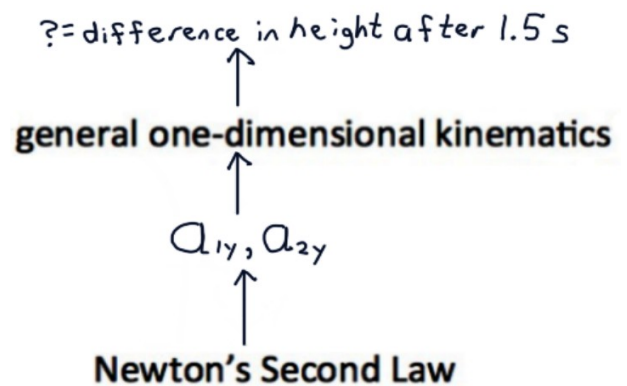 ?= difference in height after 1.5 s
general one-dimensional kinematics
a1y, a2y
Newton's Second Law